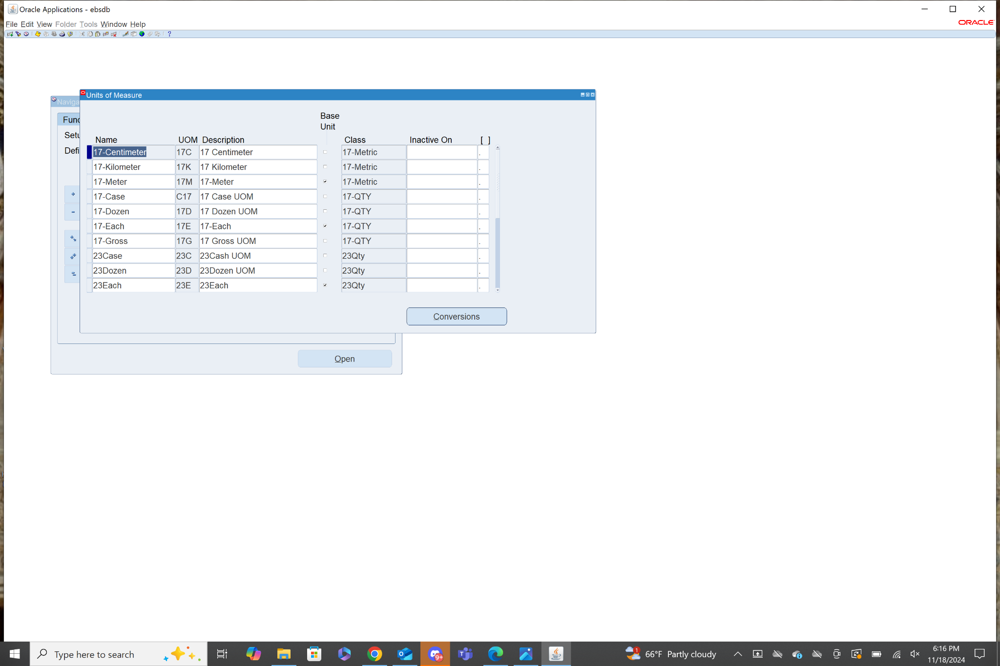 Oracle Applications - ebsdb
File Edit View Folder Tools Window Help
ORACLE
?
Units of Measure
Naviga
Func
Setu
Defi
Base
Unit
Name UOM Description Class Inactive On [ ]
17-Centimeter 17C 17 Centimeter 17-Metric .
17-Kilometer 17K 17 Kilometer 17-Metric .
17-Meter 17M 17-Meter 17-Metric .
17-Case C17 17 Case UOM 17-QTY .
17-Dozen 17D 17 Dozen UOM 17-QTY .
17-Each 17E 17-Each 17-QTY .
17-Gross 17G 17 Gross UOM 17-QTY .
23Case 23C 23Cash UOM 23Qty .
23Dozen 23D 23Dozen UOM 23Qty .
23Each 23E 23Each 23Qty .
Conversions
Open
Type here to search
9+
1
66°F Partly cloudy
6:16 PM
11/18/2024